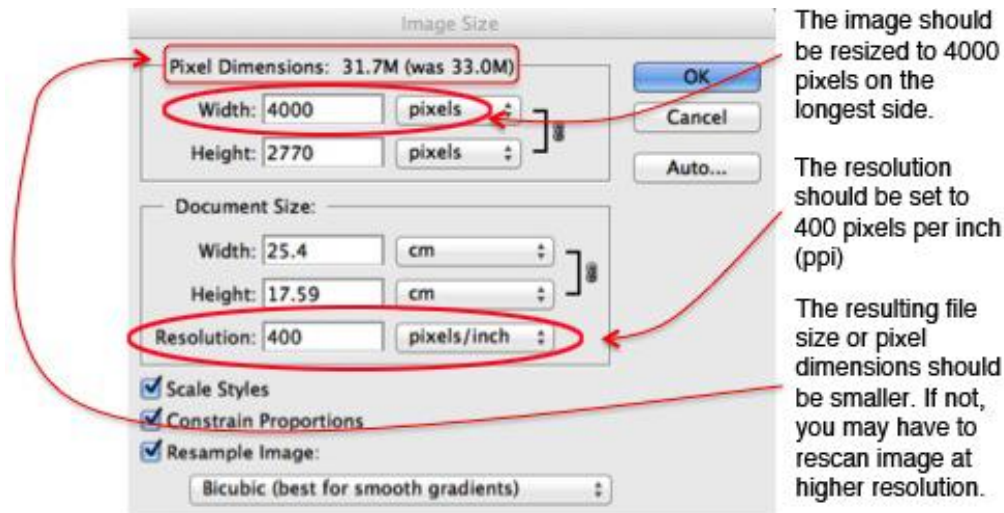 Image Size
Pixel Dimensions: 31.7M (was 33.0M)
Width: 4000 pixels
Height: 2770 pixels
OK
Cancel
Auto...
Document Size:
Width: 25.4 cm
Height: 17.59 cm
Resolution: 400 pixels/inch
Scale Styles
Constrain Proportions
Resample Image:
Bicubic (best for smooth gradients)
The image should
be resized to 4000
pixels on the
longest side.
The resolution
should be set to
400 pixels per inch
(ppi)
The resulting file
size or pixel
dimensions should
be smaller. If not,
you may have to
rescan image at
higher resolution.